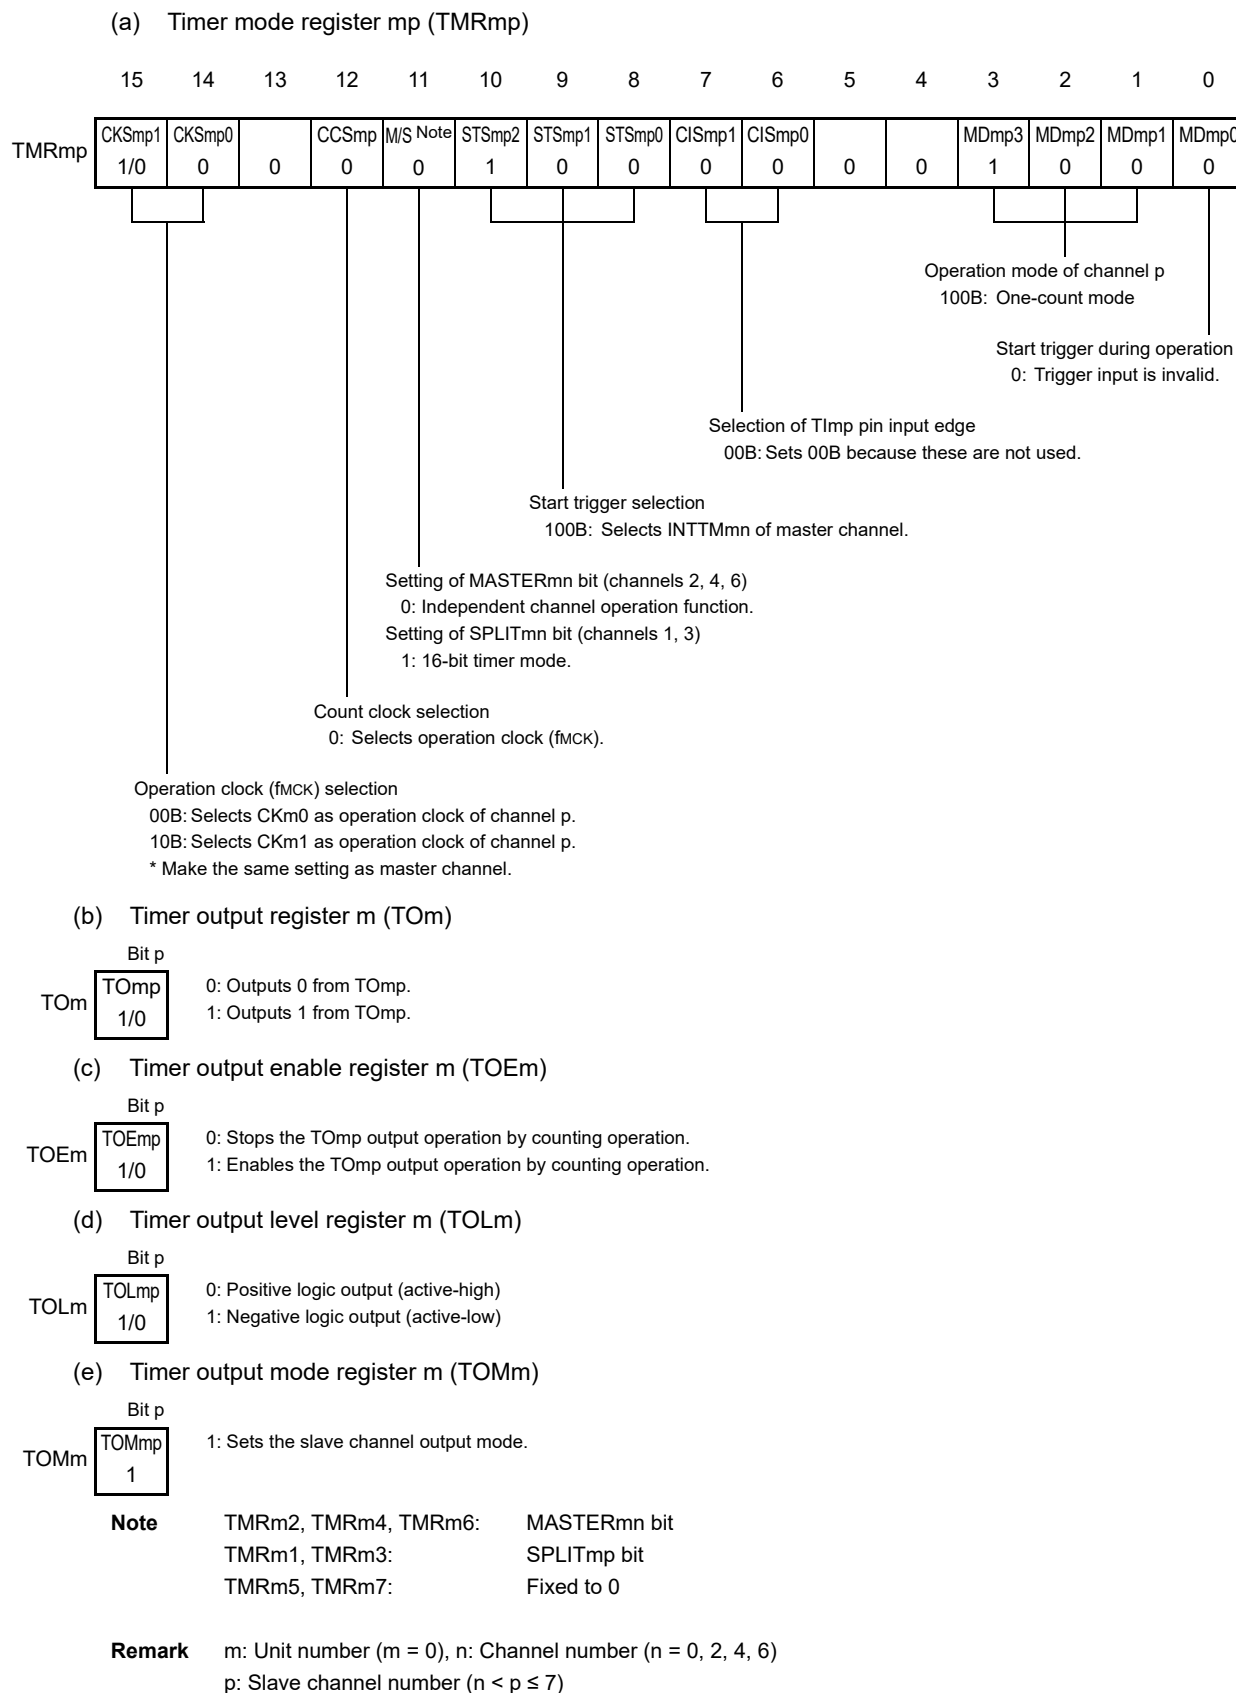 (a) Timer mode register mp (TMRmp)
15 14 13 12 11 10 9 8 7 6 5 4 3 2 1 0
TMRmp CKSmp1 CKSmp0 CCSmp M/S Note STSmp2 STSmp1 STSmp0 CISmp1 CISmp0 MDmp3 MDmp2 MDmp1 MDmp0
1/0 0 0 0 0 1 0 0 0 0 0 0 1 0 0 0
Operation mode of channel p
100B: One-count mode
Start trigger during operation
0: Trigger input is invalid.
Selection of TImp pin input edge
00B: Sets 00B because these are not used.
Start trigger selection
100B: Selects INTTMmn of master channel.
Setting of MASTERmn bit (channels 2, 4, 6)
0: Independent channel operation function.
Setting of SPLITmn bit (channels 1, 3)
1: 16-bit timer mode.
Count clock selection
0: Selects operation clock (fMCK).
Operation clock (fMCK) selection
00B: Selects CKm0 as operation clock of channel p.
10B: Selects CKm1 as operation clock of channel p.
* Make the same setting as master channel.
(b) Timer output register m (TOm)
Bit p
TOm TOmp
1/0
0: Outputs 0 from TOmp.
1: Outputs 1 from TOmp.
(c) Timer output enable register m (TOEm)
Bit p
TOEm TOEmp
1/0
0: Stops the TOmp output operation by counting operation.
1: Enables the TOmp output operation by counting operation.
(d) Timer output level register m (TOLm)
Bit p
TOLm TOLmp
1/0
0: Positive logic output (active-high)
1: Negative logic output (active-low)
(e) Timer output mode register m (TOMm)
Bit p
TOMm TOMmp
1
1: Sets the slave channel output mode.
Note TMRm2, TMRm4, TMRm6: MASTERmn bit
TMRm1, TMRm3: SPLITmp bit
TMRm5, TMRm7: Fixed to 0
Remark m: Unit number (m = 0), n: Channel number (n = 0, 2, 4, 6)
p: Slave channel number (n < p ≤ 7)